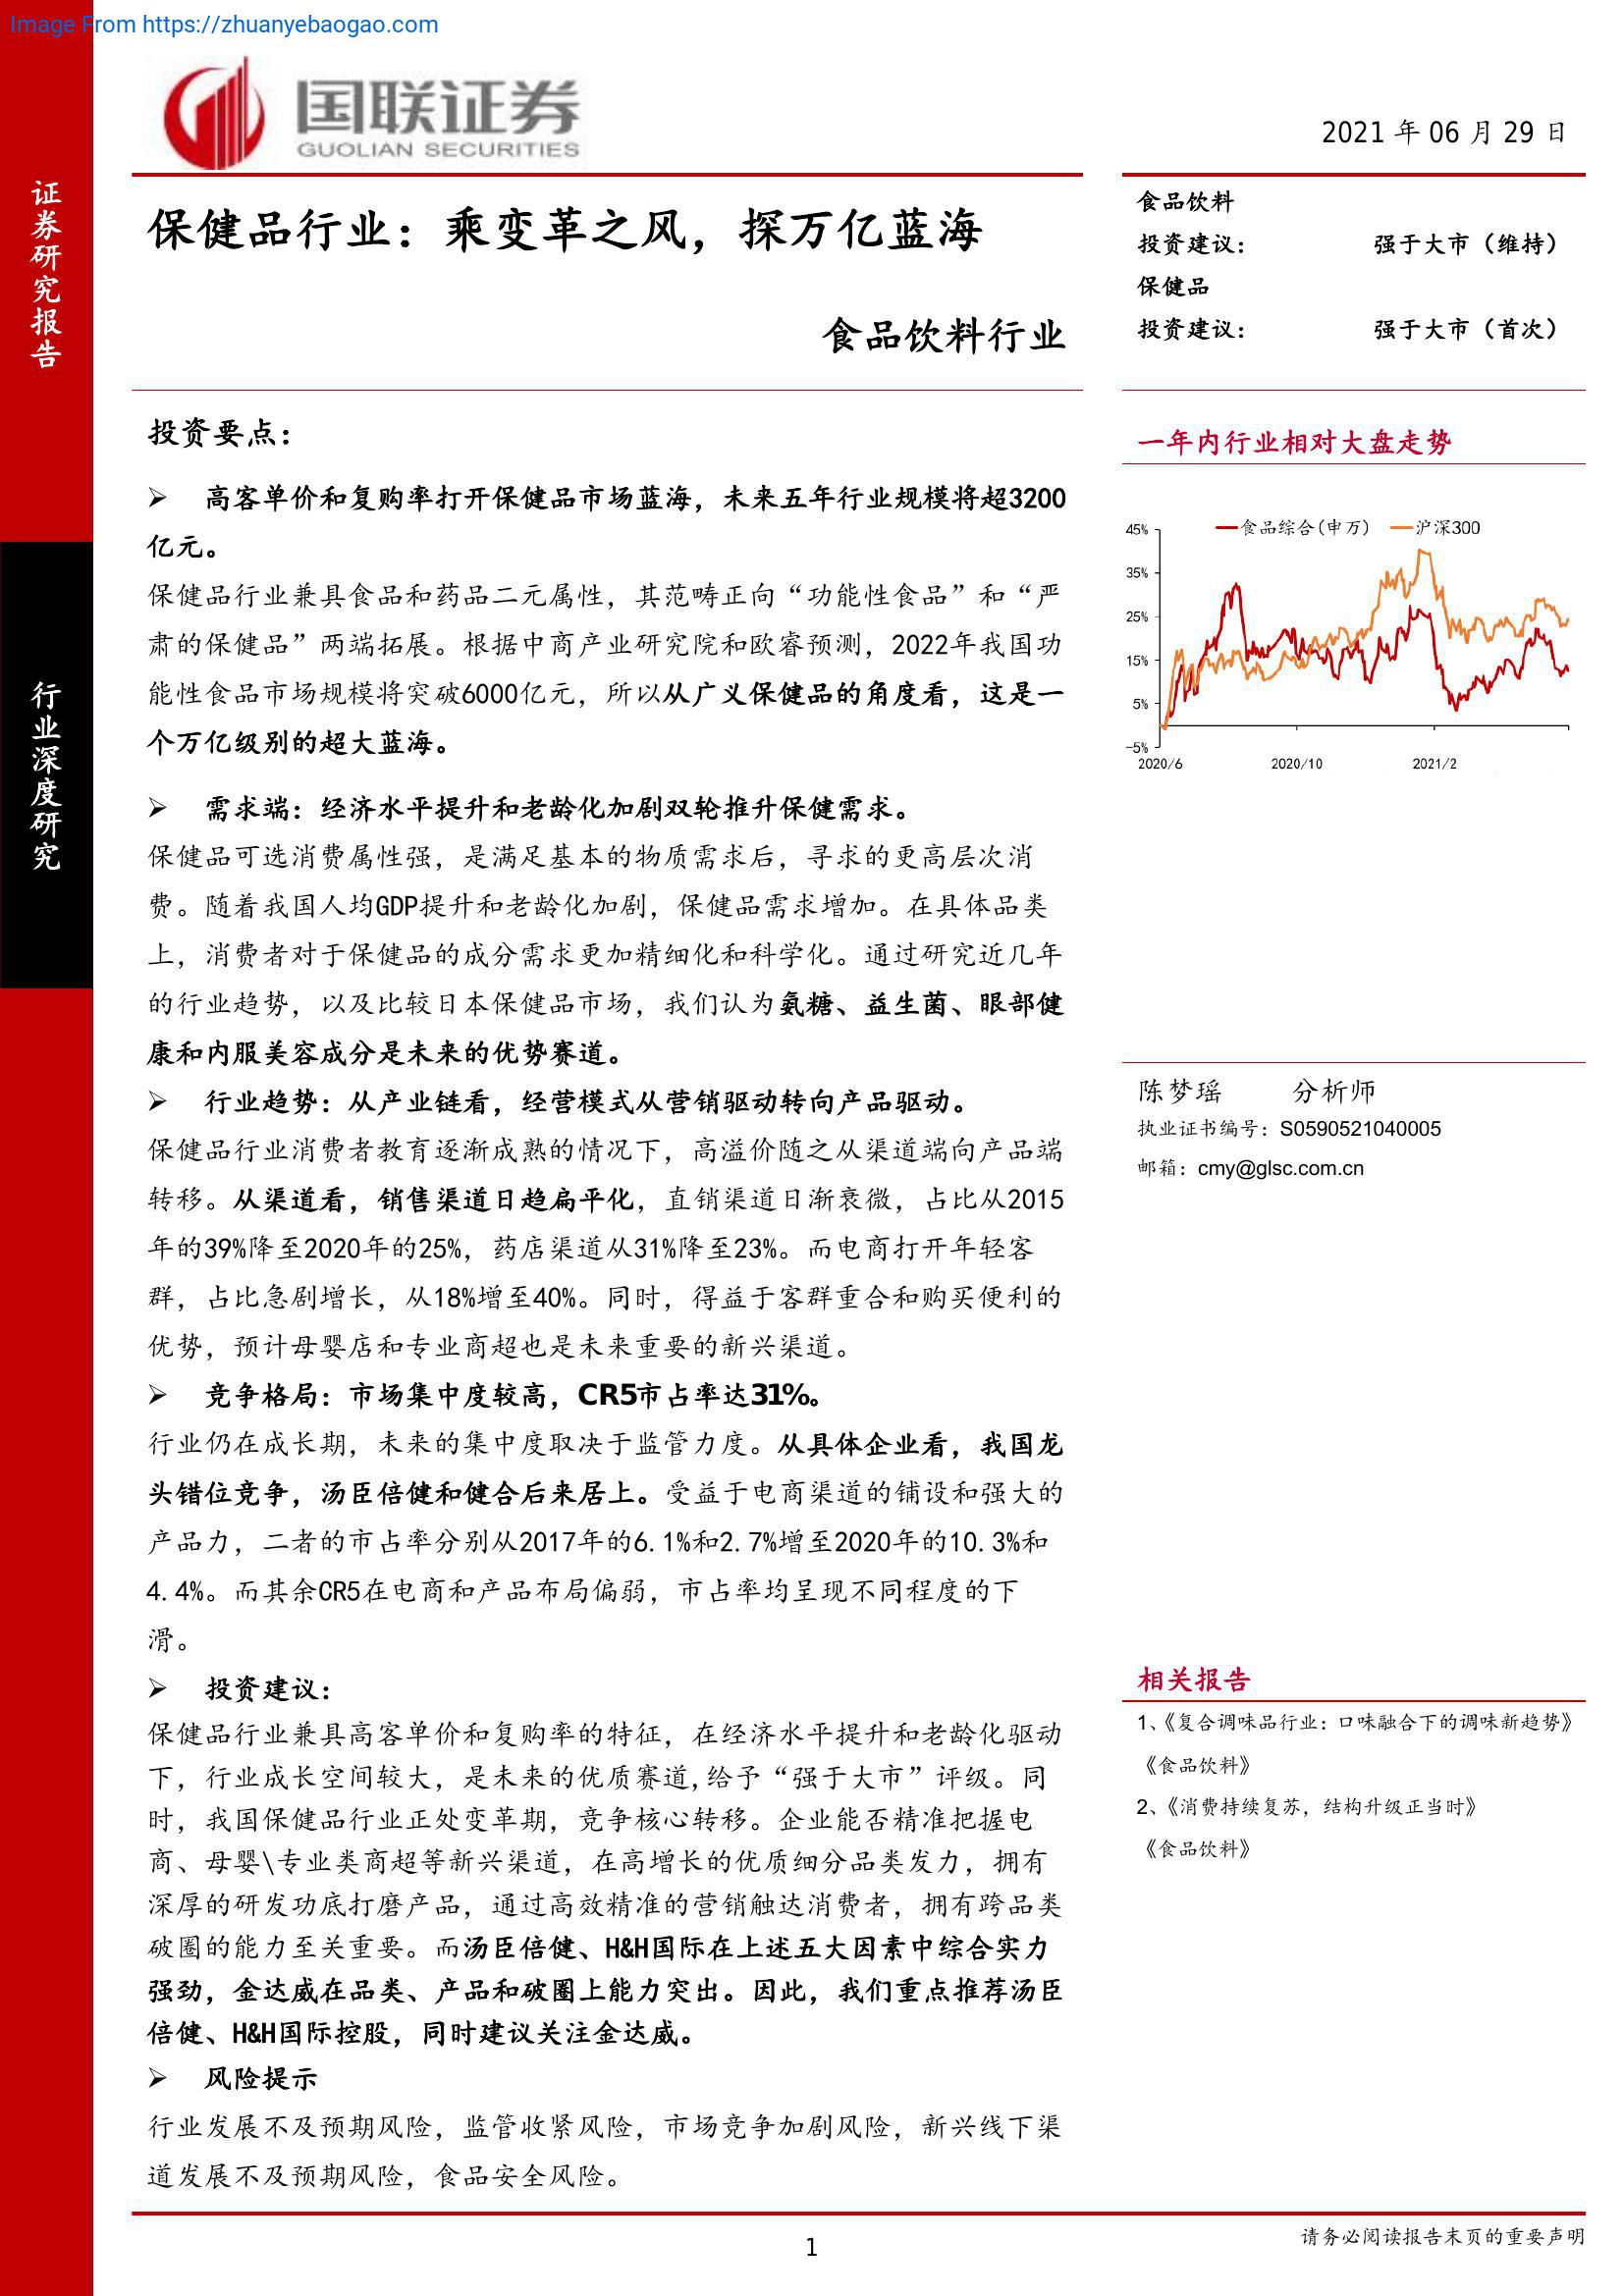 Image From https://zhuanyebaogao.com
国联证券
GUOLIAN SECURITIES
2021 年 06 月 29 日
证券研究报告
行业深度研究
保健品行业：乘变革之风，探万亿蓝海
食品饮料行业
食品饮料
投资建议： 强于大市（维持）
保健品
投资建议： 强于大市（首次）
投资要点：
➢ 高客单价和复购率打开保健品市场蓝海，未来五年行业规模将超3200
亿元。
保健品行业兼具食品和药品二元属性，其范畴正向“功能性食品”和“严
肃的保健品”两端拓展。根据中商产业研究院和欧睿预测，2022年我国功
能性食品市场规模将突破6000亿元，所以从广义保健品的角度看，这是一
个万亿级别的超大蓝海。
➢ 需求端：经济水平提升和老龄化加剧双轮推升保健需求。
保健品可选消费属性强，是满足基本的物质需求后，寻求的更高层次消
费。随着我国人均GDP提升和老龄化加剧，保健品需求增加。在具体品类
上，消费者对于保健品的成分需求更加精细化和科学化。通过研究近几年
的行业趋势，以及比较日本保健品市场，我们认为氨糖、益生菌、眼部健
康和内服美容成分是未来的优势赛道。
➢ 行业趋势：从产业链看，经营模式从营销驱动转向产品驱动。
保健品行业消费者教育逐渐成熟的情况下，高溢价随之从渠道端向产品端
转移。从渠道看，销售渠道日趋扁平化，直销渠道日渐衰微，占比从2015
年的39%降至2020年的25%，药店渠道从31%降至23%。而电商打开年轻客
群，占比急剧增长，从18%增至40%。同时，得益于客群重合和购买便利的
优势，预计母婴店和专业商超也是未来重要的新兴渠道。
➢ 竞争格局：市场集中度较高，CR5市占率达31%。
行业仍在成长期，未来的集中度取决于监管力度。从具体企业看，我国龙
头错位竞争，汤臣倍健和健合后来居上。受益于电商渠道的铺设和强大的
产品力，二者的市占率分别从2017年的6.1%和2.7%增至2020年的10.3%和
4.4%。而其余CR5在电商和产品布局偏弱，市占率均呈现不同程度的下
滑。
➢ 投资建议：
保健品行业兼具高客单价和复购率的特征，在经济水平提升和老龄化驱动
下，行业成长空间较大，是未来的优质赛道,给予“强于大市”评级。同
时，我国保健品行业正处变革期，竞争核心转移。企业能否精准把握电
商、母婴\专业类商超等新兴渠道，在高增长的优质细分品类发力，拥有
深厚的研发功底打磨产品，通过高效精准的营销触达消费者，拥有跨品类
破圈的能力至关重要。而汤臣倍健、H&H国际在上述五大因素中综合实力
强劲，金达威在品类、产品和破圈上能力突出。因此，我们重点推荐汤臣
倍健、H&H国际控股，同时建议关注金达威。
➢ 风险提示
行业发展不及预期风险，监管收紧风险，市场竞争加剧风险，新兴线下渠
道发展不及预期风险，食品安全风险。
一年内行业相对大盘走势
食品综合(申万) 沪深300
45%
35%
25%
15%
5%
-5%
2020/6 2020/10 2021/2
陈梦瑶 分析师
执业证书编号：S0590521040005
邮箱：cmy@glsc.com.cn
相关报告
1、《复合调味品行业：口味融合下的调味新趋势》
《食品饮料》
2、《消费持续复苏，结构升级正当时》
《食品饮料》
1
请务必阅读报告末页的重要声明